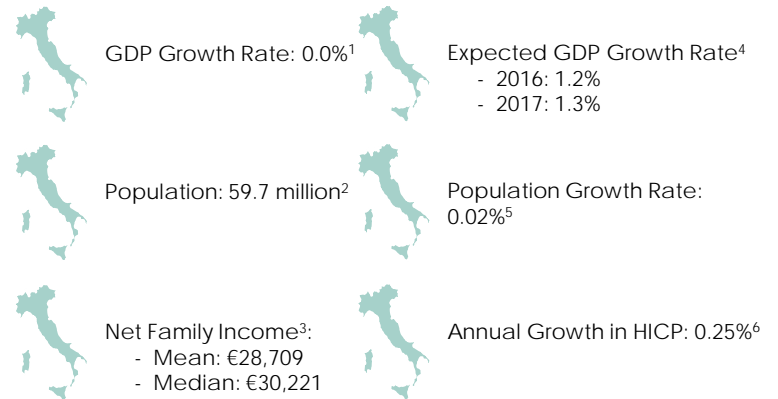 GDP Growth Rate: 0.0%¹
Expected GDP Growth Rate⁴
- 2016: 1.2%
- 2017: 1.3%
Population: 59.7 million²
Population Growth Rate:
0.02%⁵
Net Family Income³:
- Mean: €28,709
- Median: €30,221
Annual Growth in HICP: 0.25%⁶